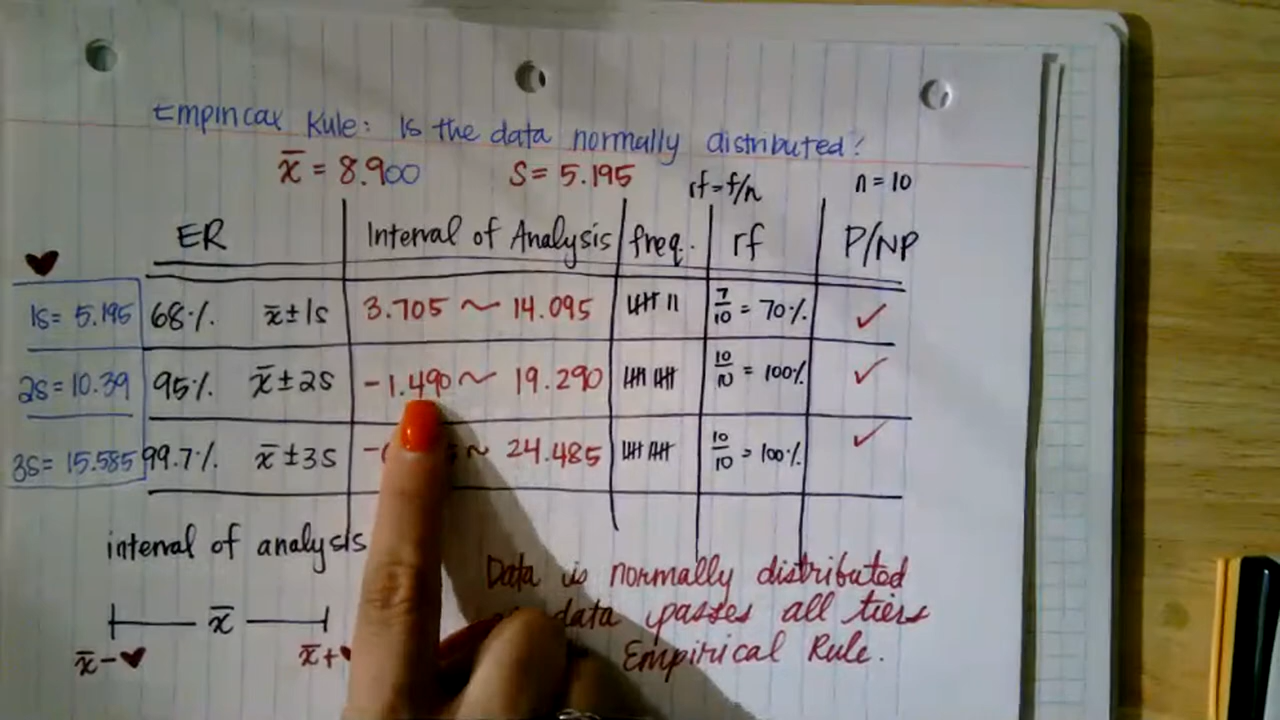 Empirical Rule: Is the data normally distributed?
x̄ = 8.900 S = 5.195 rf = f/n n = 10
ER Interval of Analysis freq. rf P/NP
1s = 5.195 68% x̄ ± 1s 3.705 ~ 14.095 𝍸 || 7/10 = 70% ✓
2s = 10.39 95% x̄ ± 2s -1.490 ~ 19.290 𝍸 𝍸 10/10 = 100% ✓
3s = 15.585 99.7% x̄ ± 3s ~ 24.485 𝍸 𝍸 10/10 = 100% ✓
interval of analysis
Data is normally distributed
data passes all tiers
Empirical Rule.
x̄
x̄ - ♥ x̄ + ♥